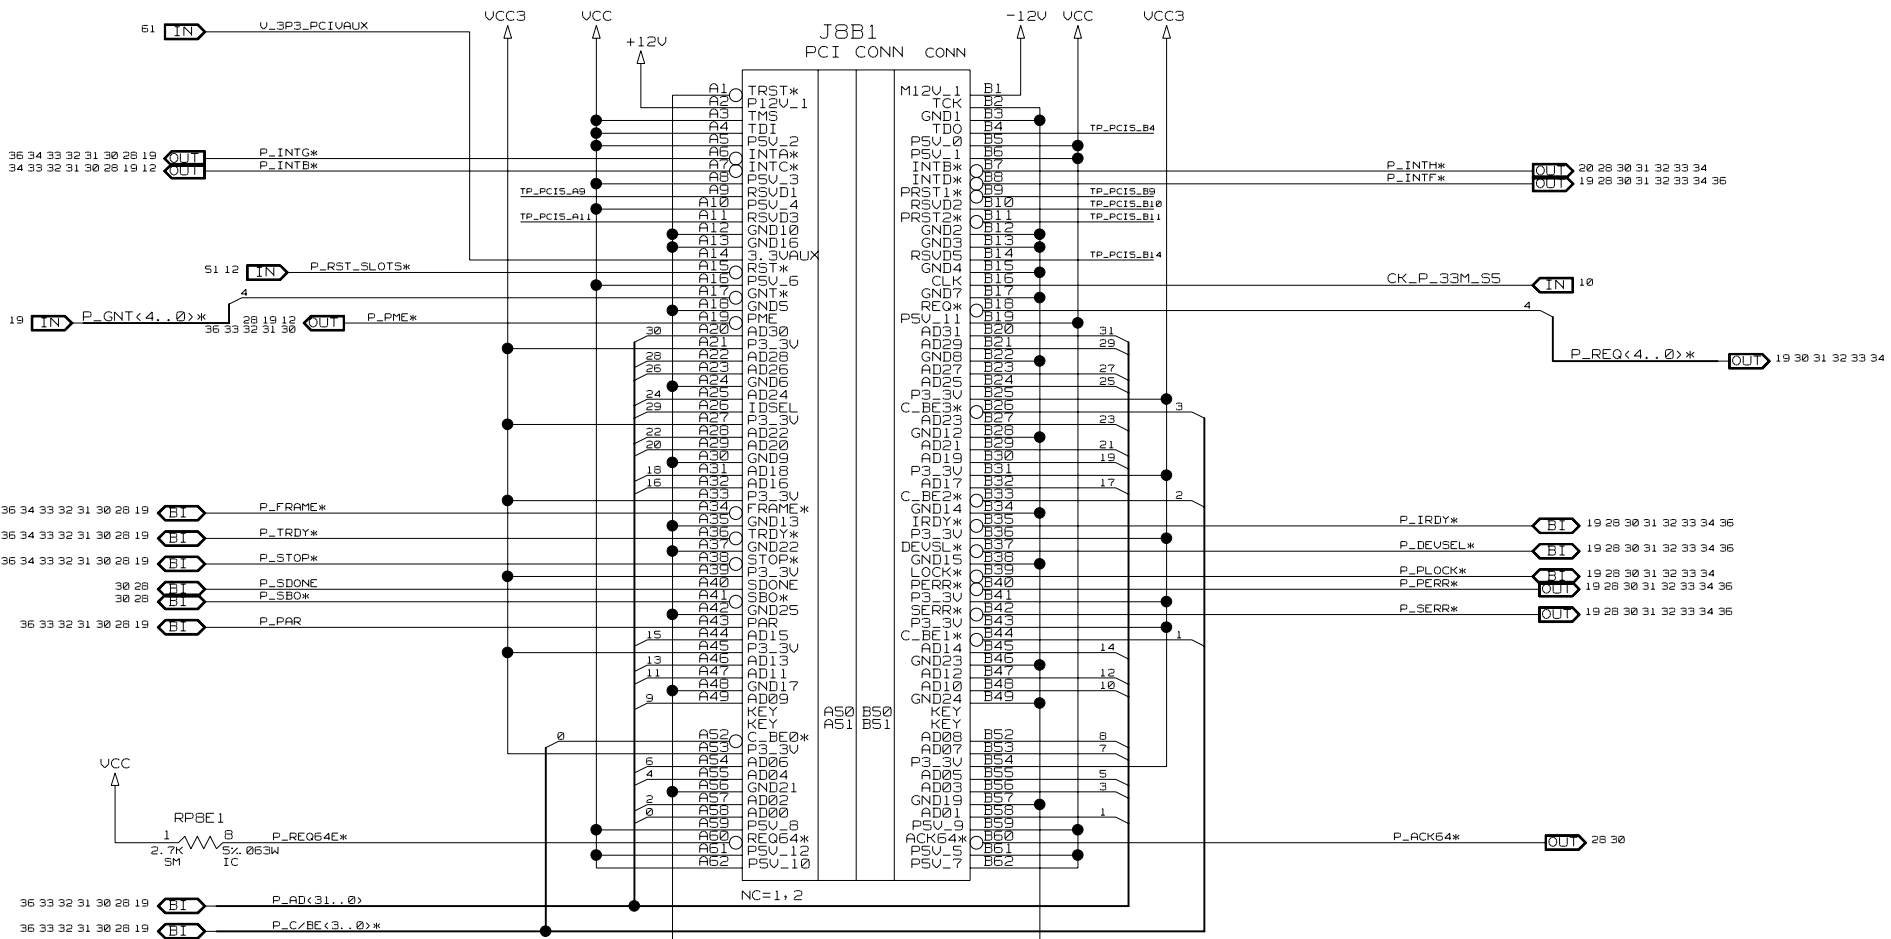 VCC3 VCC -12V VCC VCC3
61 IN V_3P3_PCIVAUX
+12V
J8B1
PCI CONN CONN
A1 TRST* M12V_1 B1
A2 P12V_1 TCK B2
A3 TMS GND1 B3
A4 TDI TDO B4 TP_PCI5_B4
A5 P5V_2 P5V_0 B5
36 34 33 32 31 30 28 19 OUT P_INTG* A6 INTA* P5V_1 B6
34 33 32 31 30 28 19 12 OUT P_INTB* A7 INTC* INTB* B7 P_INTH* OUT 20 28 30 31 32 33 34
A8 P5V_3 INTD* B8 P_INTF* OUT 19 28 30 31 32 33 34 36
TP_PCI5_A9 A9 RSVD1 PRST1* B9 TP_PCI5_B9
A10 P5V_4 RSVD2 B10 TP_PCI5_B10
TP_PCI5_A11 A11 RSVD3 PRST2* B11 TP_PCI5_B11
A12 GND10 GND2 B12
A13 GND16 GND3 B13
A14 3.3VAUX RSVD5 B14 TP_PCI5_B14
51 12 IN P_RST_SLOTS* A15 RST* GND4 B15
A16 P5V_6 CLK B16 CK_P_33M_S5 IN 10
4 A17 GNT* GND7 B17
A18 GND5 REQ* B18 4
19 IN P_GNT<4..0>* 28 19 12 OUT P_PME* A19 PME P5V_11 B19
36 33 32 31 30
30 A20 AD30 AD31 B20 31
A21 P3_3V AD29 B21 29
28 A22 AD28 GND8 B22 P_REQ<4..0>* OUT 19 30 31 32 33 34
26 A23 AD26 AD27 B23 27
A24 GND6 AD25 B24 25
24 A25 AD24 P3_3V B25
29 A26 IDSEL C_BE3* B26 3
A27 P3_3V AD23 B27 23
22 A28 AD22 GND12 B28
20 A29 AD20 AD21 B29 21
A30 GND9 AD19 B30 19
18 A31 AD18 P3_3V B31
16 A32 AD16 AD17 B32 17
A33 P3_3V C_BE2* B33 2
36 34 33 32 31 30 28 19 BI P_FRAME* A34 FRAME* GND14 B34
A35 GND13 IRDY* B35 P_IRDY* BI 19 28 30 31 32 33 34 36
36 34 33 32 31 30 28 19 BI P_TRDY* A36 TRDY* P3_3V B36
A37 GND22 DEVSL* B37 P_DEVSEL* BI 19 28 30 31 32 33 34 36
36 34 33 32 31 30 28 19 BI P_STOP* A38 STOP* GND15 B38
A39 P3_3V LOCK* B39 P_PLOCK* BI 19 28 30 31 32 33 34
30 28 BI P_SDONE A40 SDONE PERR* B40 P_PERR* OUT 19 28 30 31 32 33 34 36
30 28 BI P_SBO* A41 SBO* P3_3V B41
A42 GND25 SERR* B42 P_SERR* OUT 19 28 30 31 32 33 34 36
36 33 32 31 30 28 19 BI P_PAR A43 PAR P3_3V B43
15 A44 AD15 C_BE1* B44 1
A45 P3_3V AD14 B45 14
13 A46 AD13 GND23 B46
11 A47 AD11 AD12 B47 12
A48 GND17 AD10 B48 10
9 A49 AD09 GND24 B49
KEY A50 B50 KEY
KEY A51 B51 KEY
0 A52 C_BE0* AD08 B52 8
A53 P3_3V AD07 B53 7
6 A54 AD06 P3_3V B54
4 A55 AD04 AD05 B55 5
A56 GND21 AD03 B56 3
2 A57 AD02 GND19 B57
0 A58 AD00 AD01 B58 1
A59 P5V_8 P5V_9 B59
A60 REQ64* ACK64* B60 P_ACK64* OUT 28 30
A61 P5V_12 P5V_5 B61
A62 P5V_10 P5V_7 B62
VCC
RP8E1
1 8 P_REQ64E*
2.7K 5%.063W
SM IC
NC=1,2
36 33 32 31 30 28 19 BI P_AD<31..0>
36 33 32 31 30 28 19 BI P_C/BE<3..0>*